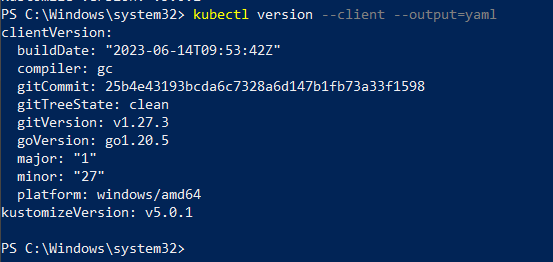 PS C:\Windows\system32> kubectl version --client --output=yaml
clientVersion:
  buildDate: "2023-06-14T09:53:42Z"
  compiler: gc
  gitCommit: 25b4e43193bcda6c7328a6d147b1fb73a33f1598
  gitTreeState: clean
  gitVersion: v1.27.3
  goVersion: go1.20.5
  major: "1"
  minor: "27"
  platform: windows/amd64
kustomizeVersion: v5.0.1
PS C:\Windows\system32>